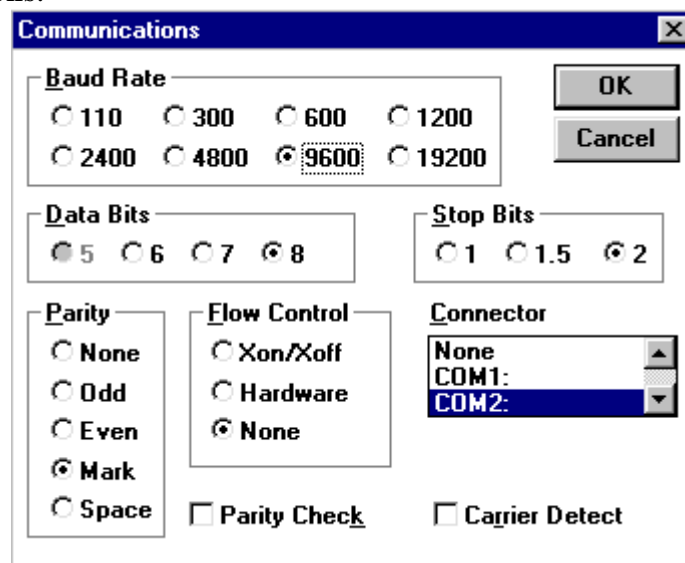 Communications
Baud Rate
110 300 600 1200
2400 4800 9600 19200
OK
Cancel
Data Bits
5 6 7 8
Stop Bits
1 1.5 2
Parity
None
Odd
Even
Mark
Space
Flow Control
Xon/Xoff
Hardware
None
Connector
None
COM1:
COM2:
Parity Check
Carrier Detect